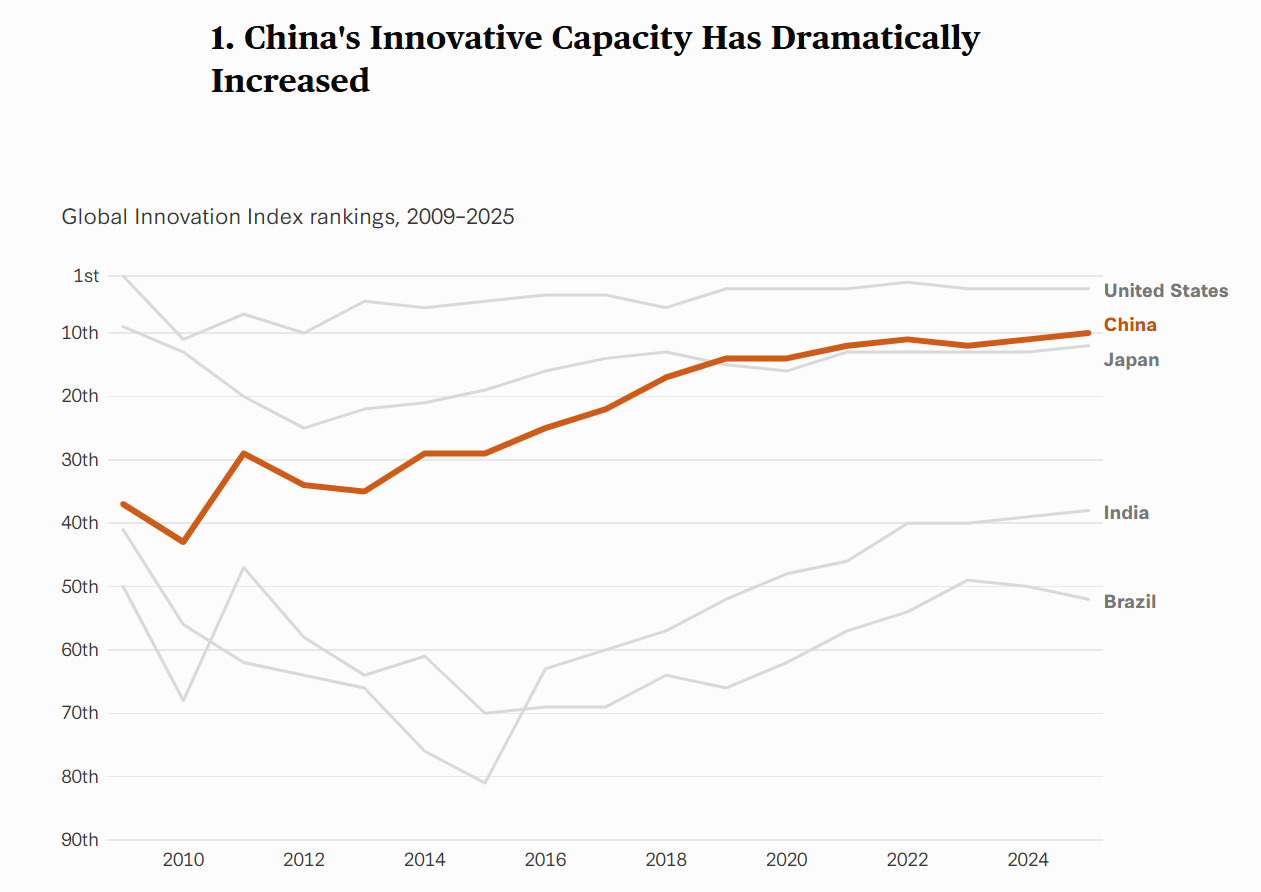 1. China's Innovative Capacity Has Dramatically
Increased
Global Innovation Index rankings, 2009–2025
1st
10th
20th
30th
40th
50th
60th
70th
80th
90th
United States
China
Japan
India
Brazil
2010 2012 2014 2016 2018 2020 2022 2024